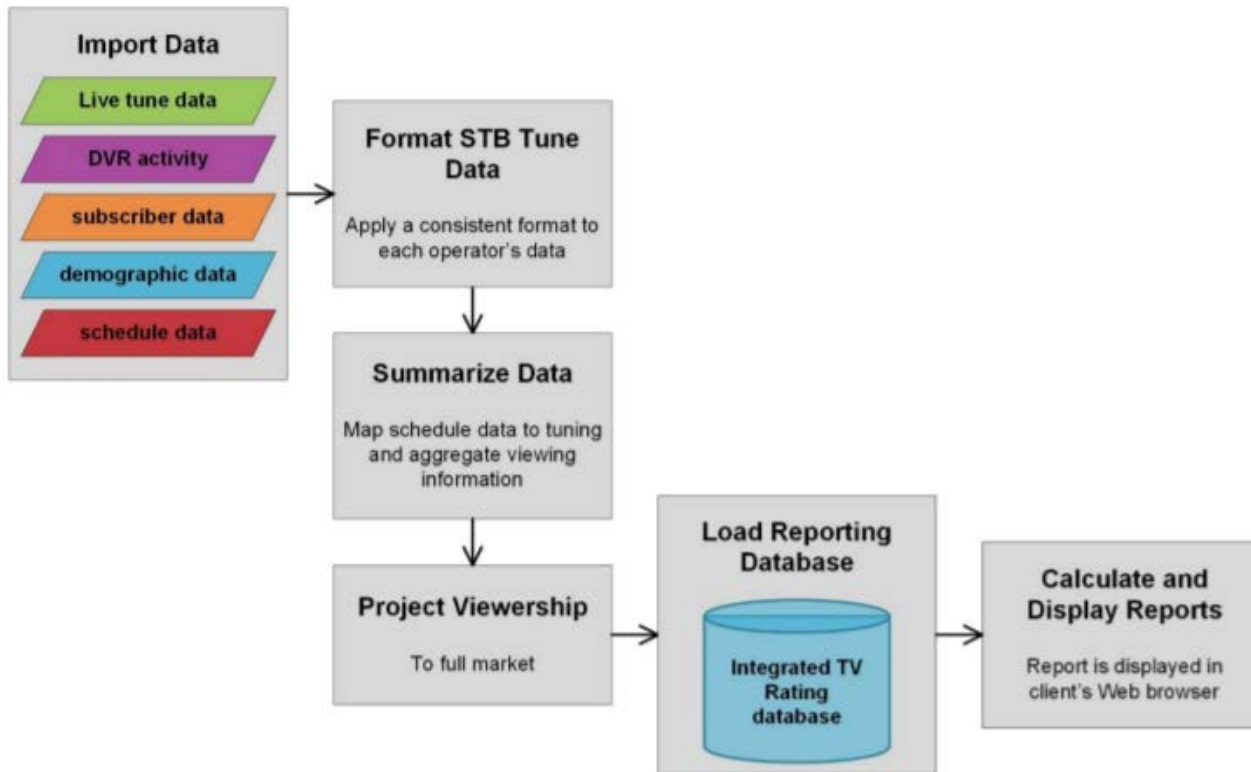 Import Data
Live tune data
DVR activity
subscriber data
demographic data
schedule data
Format STB Tune
Data
Apply a consistent format to
each operator's data
Summarize Data
Map schedule data to tuning
and aggregate viewing
information
Project Viewership
To full market
Load Reporting
Database
Integrated TV
Rating
database
Calculate and
Display Reports
Report is displayed in
client's Web browser